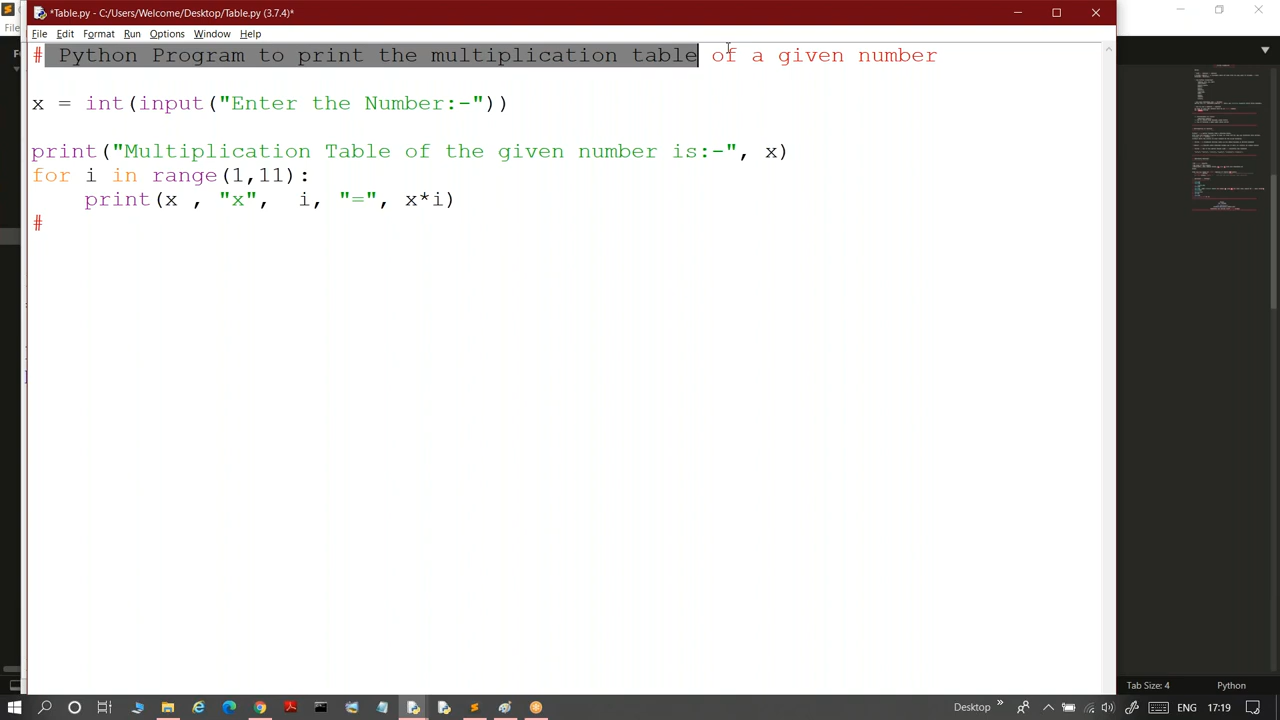 *Table.py - C:/Users/Welcome/Desktop/Table.py (3.7.4)*
File Edit Format Run Options Window Help
# Python Program to print the multiplication table of a given number
x = int(input("Enter the Number:-"))
print("Multiplication Table of the given number is:-",
for i in range(1,11):
print(x , "x", i, "=", x*i)
#
Tab Size: 4 Python
Desktop ENG 17:19